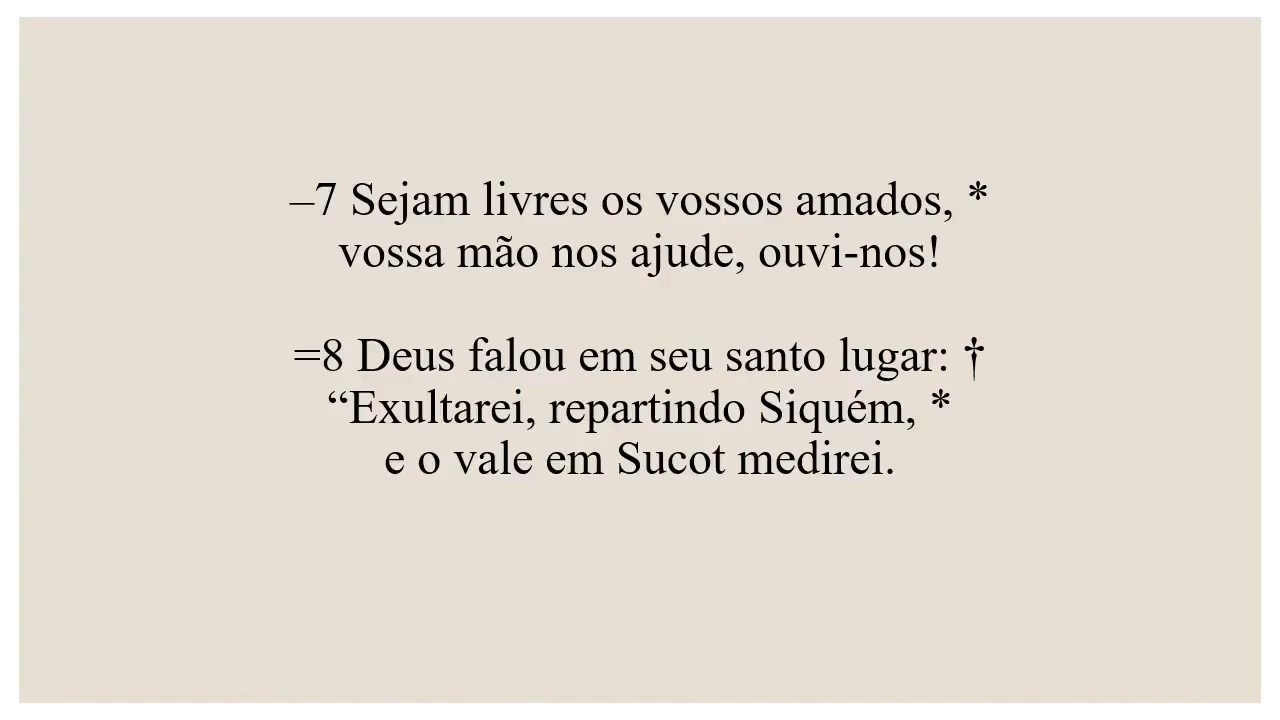 –7 Sejam livres os vossos amados, *
vossa mão nos ajude, ouvi-nos!
=8 Deus falou em seu santo lugar: †
“Exultarei, repartindo Siquém, *
e o vale em Sucot medirei.